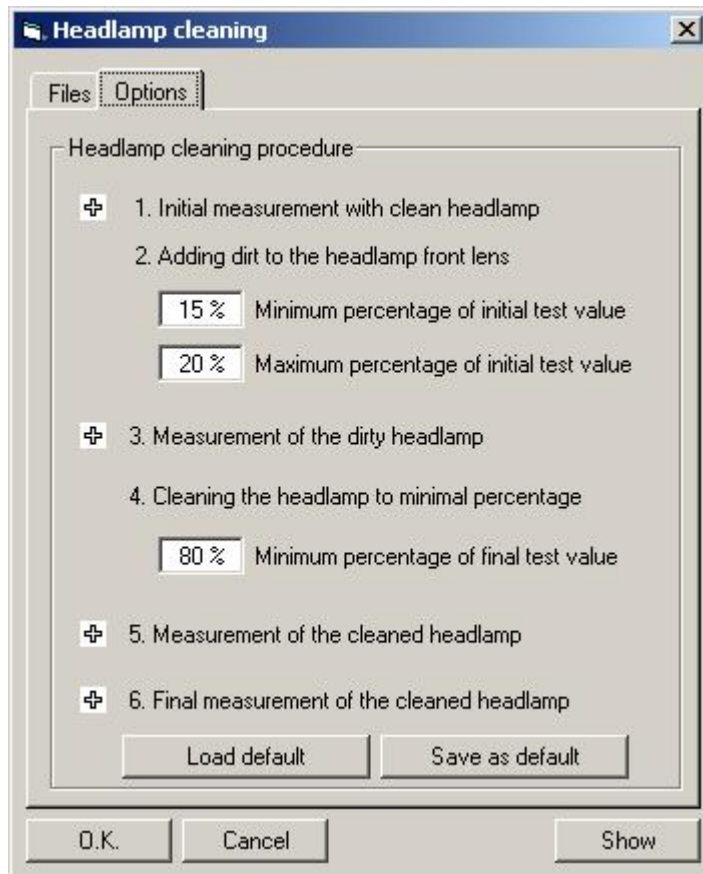 Headlamp cleaning
Files Options
Headlamp cleaning procedure
1. Initial measurement with clean headlamp
2. Adding dirt to the headlamp front lens
15 % Minimum percentage of initial test value
20 % Maximum percentage of initial test value
3. Measurement of the dirty headlamp
4. Cleaning the headlamp to minimal percentage
80 % Minimum percentage of final test value
5. Measurement of the cleaned headlamp
6. Final measurement of the cleaned headlamp
Load default Save as default
O.K. Cancel Show